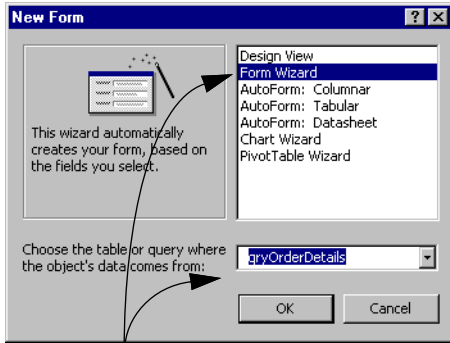 New Form
Design View
Form Wizard
AutoForm: Columnar
AutoForm: Tabular
AutoForm: Datasheet
Chart Wizard
PivotTable Wizard
This wizard automatically
creates your form, based on
the fields you select.
Choose the table or query where
the object's data comes from:
qryOrderDetails
OK
Cancel